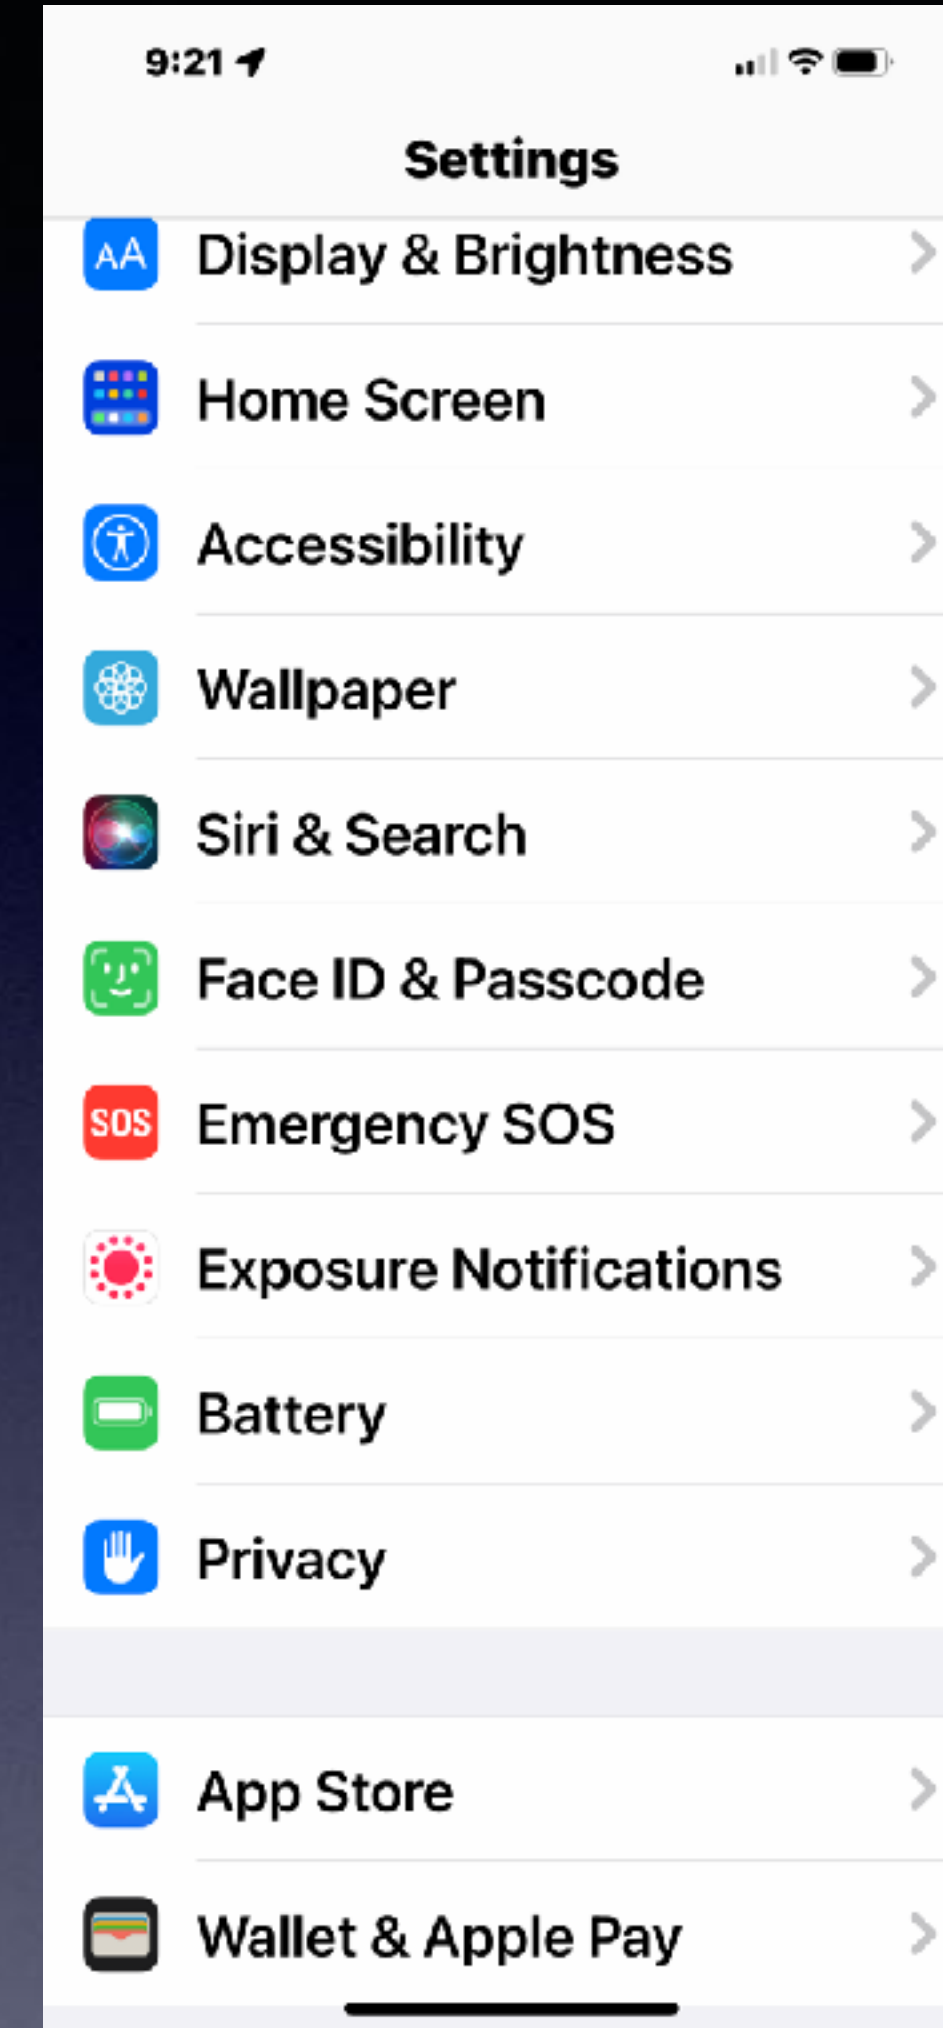 9:21
Settings
AA Display & Brightness
Home Screen
Accessibility
Wallpaper
Siri & Search
Face ID & Passcode
SOS Emergency SOS
Exposure Notifications
Battery
Privacy
App Store
Wallet & Apple Pay